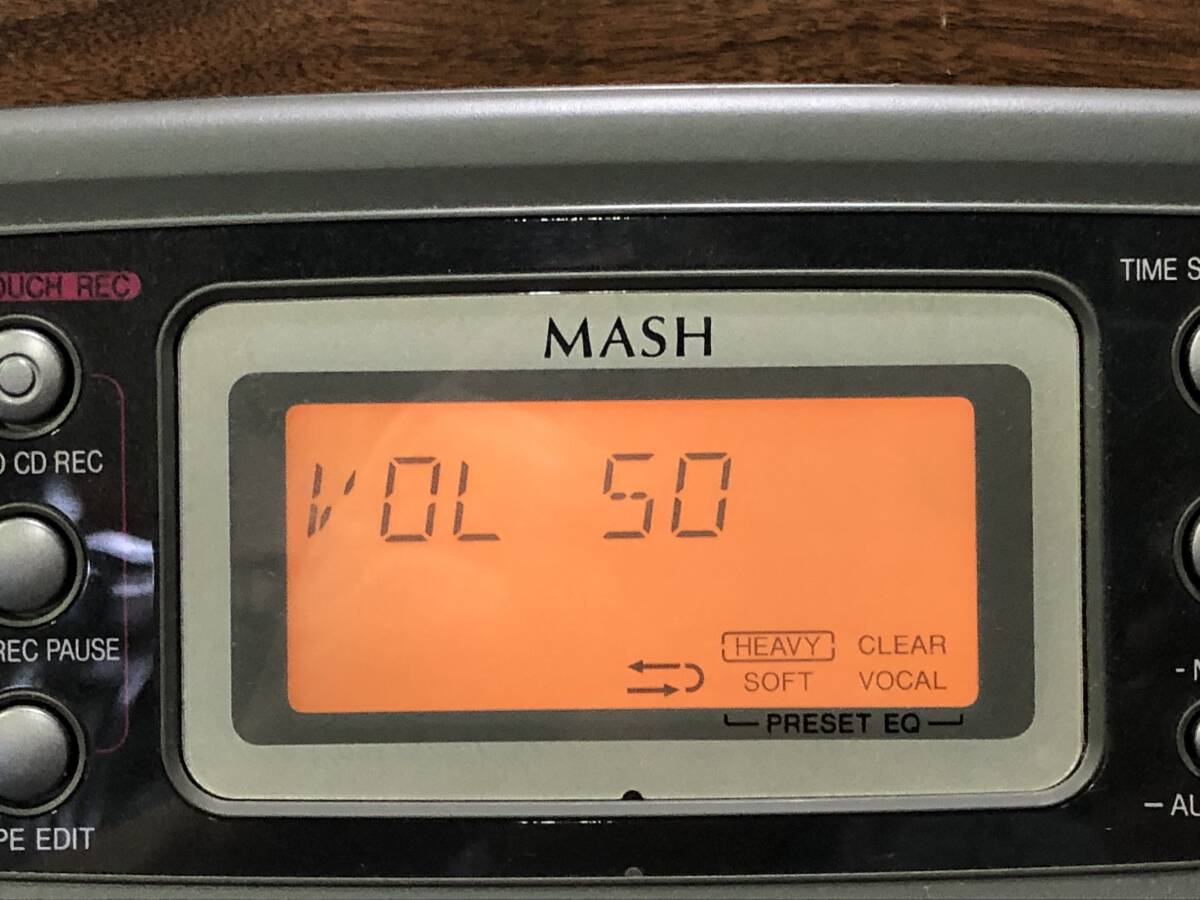 OUCH REC
TIME S
MASH
CD REC
VOL 50
REC PAUSE
HEAVY CLEAR
SOFT VOCAL
PRESET EQ
PE EDIT
AU